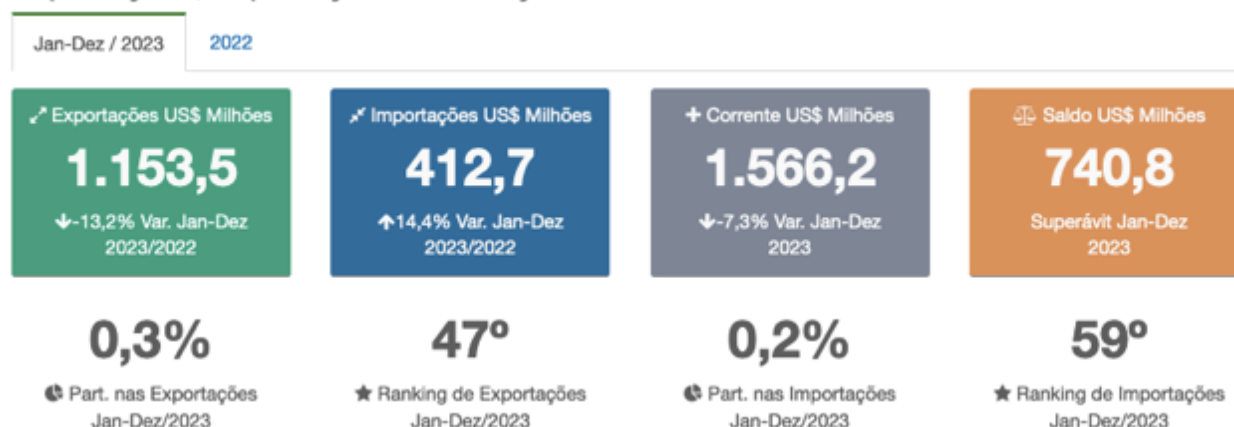 Jan-Dez / 2023
2022
Exportações US$ Milhões
1.153,5
-13,2% Var. Jan-Dez
2023/2022
Importações US$ Milhões
412,7
14,4% Var. Jan-Dez
2023/2022
Corrente US$ Milhões
1.566,2
-7,3% Var. Jan-Dez
2023
Saldo US$ Milhões
740,8
Superávit Jan-Dez
2023
0,3%
Part. nas Exportações
Jan-Dez/2023
47º
Ranking de Exportações
Jan-Dez/2023
0,2%
Part. nas Importações
Jan-Dez/2023
59º
Ranking de Importações
Jan-Dez/2023